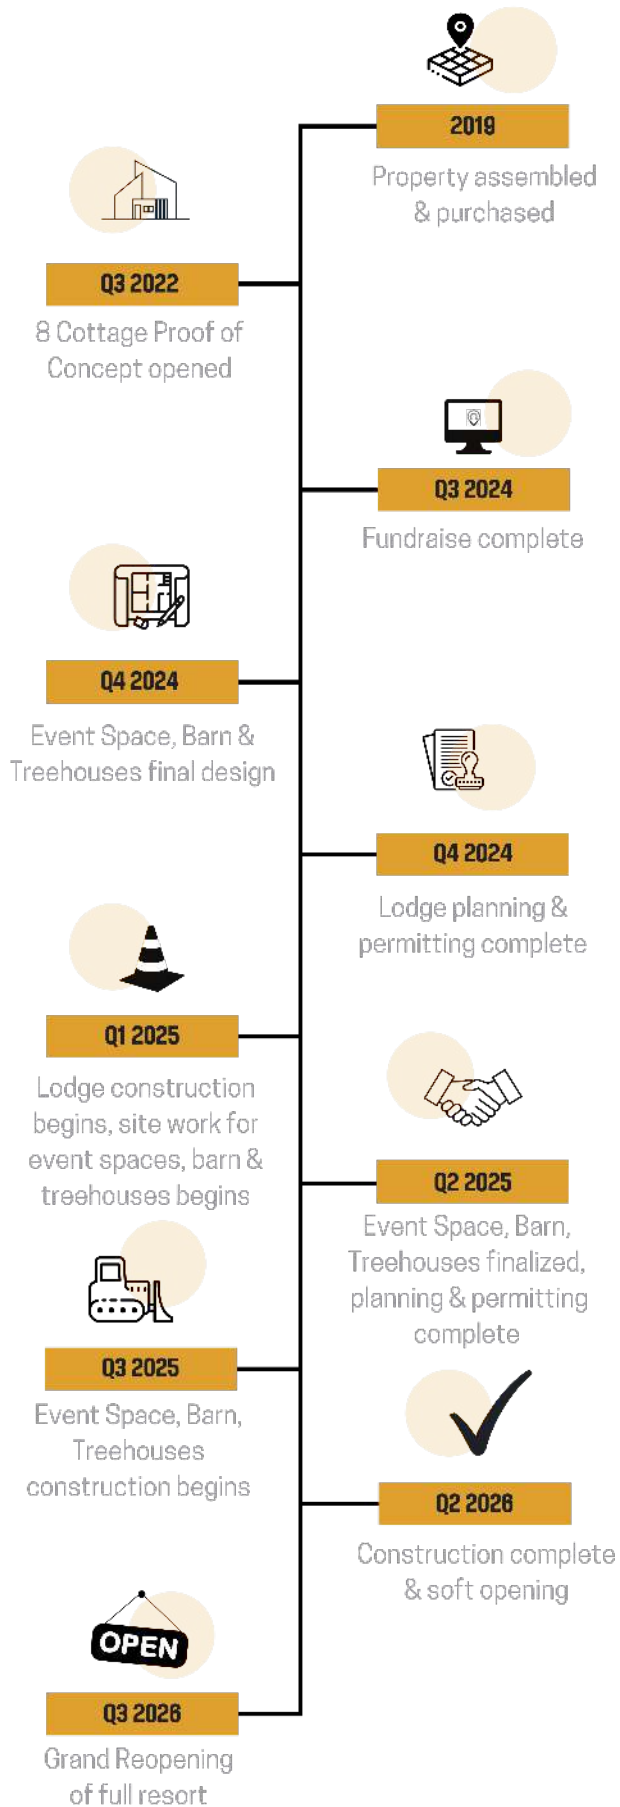 2019
Property assembled
& purchased
Q3 2022
8 Cottage Proof of
Concept opened
Q3 2024
Fundraise complete
Q4 2024
Event Space, Barn &
Treehouses final design
Q4 2024
Lodge planning &
permitting complete
Q1 2025
Lodge construction
begins, site work for
event spaces, barn &
treehouses begins
Q2 2025
Event Space, Barn,
Treehouses finalized,
planning & permitting
complete
Q3 2025
Event Space, Barn,
Treehouses
construction begins
Q2 2026
Construction complete
& soft opening
OPEN
Q3 2026
Grand Reopening
of full resort